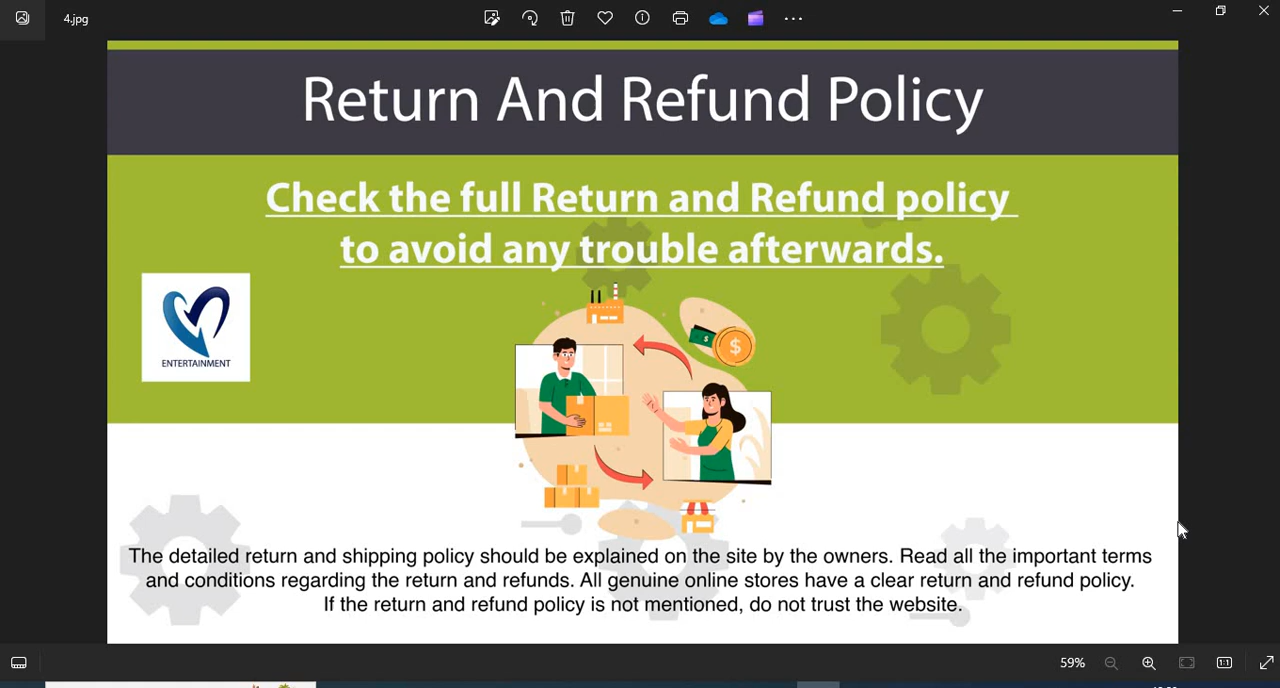 4.jpg
Return And Refund Policy
Check the full Return and Refund policy
to avoid any trouble afterwards.
ENTERTAINMENT
$
$
The detailed return and shipping policy should be explained on the site by the owners. Read all the important terms
and conditions regarding the return and refunds. All genuine online stores have a clear return and refund policy.
If the return and refund policy is not mentioned, do not trust the website.
59%
1:1